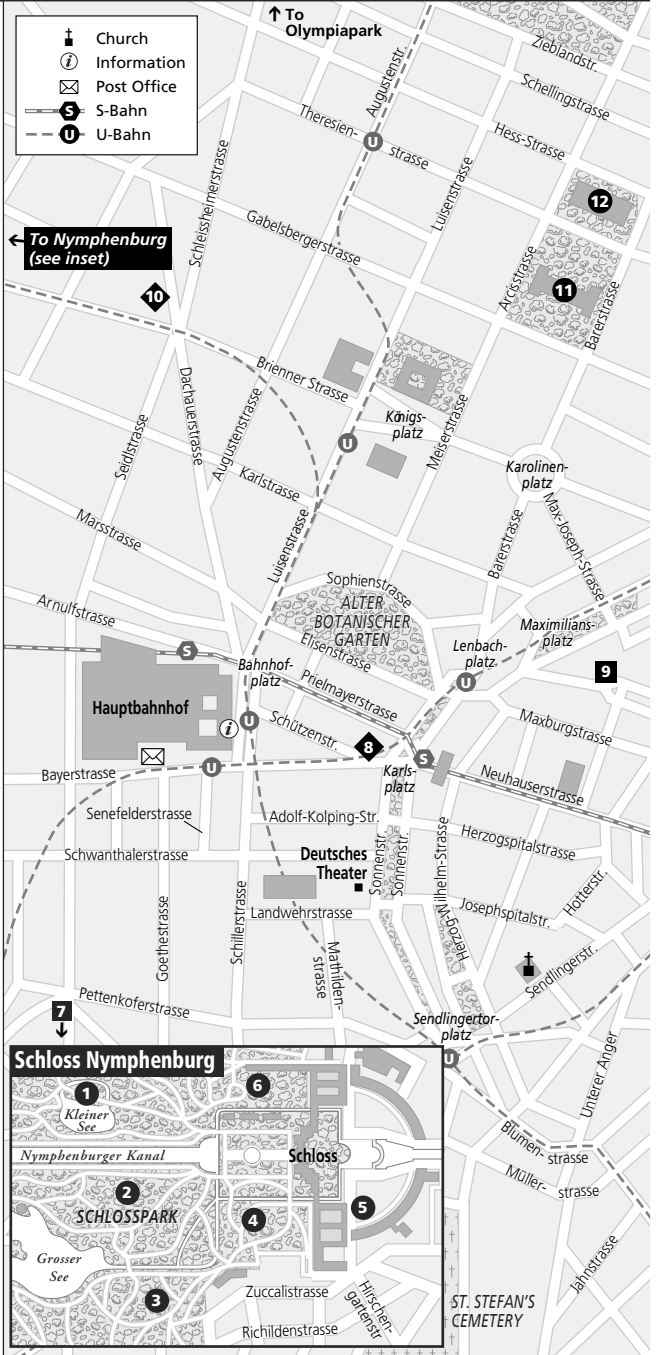 Church
i Information
Post Office
S S-Bahn
U U-Bahn
↑ To
Olympiapark
Augustenstr.
Zieblandstr.
Schellingstrasse
Hess-Strasse
Theresien-
strasse
U
Luisenstrasse
Schleissheimerstrasse
Gabelsbergerstrasse
12
← To Nymphenburg
(see inset)
11
Arcisstrasse
Barerstrasse
10
Brienner Strasse
Dachauerstrasse
Augustenstrasse
Seidlstrasse
Königs-
platz
U
Meiserstrasse
Karolinen-
platz
Karlstrasse
Marsstrasse
Luisenstrasse
Barerstrasse
Max-Joseph-Strasse
Sophienstrasse
ALTER
BOTANISCHER
GARTEN
Arnulfstrasse
Elsenstrasse
Maximilians-
platz
Lenbach-
platz
S
Bahnhof-
platz
U
9
Prielmayerstrasse
Hauptbahnhof
i
U
Schützenstr.
8
S
Maxburgstrasse
Bayerstrasse
U
Karls-
platz
Neuhauserstrasse
Senefelderstrasse
Adolf-Kolping-Str.
Schwanthalerstrasse
Deutsches
Theater
Sonnenstr.
Sonnenstr.
Herzog-Wilhelm-Strasse
Herzogspitalstrasse
Hotterstr.
Landwehrstrasse
Josephspitalstr.
Goethestrasse
Schillerstrasse
Mathilden-
strasse
Sendlingerstr.
Pettenkoferstrasse
7
↓
Sendlingertor-
platz
U
Unterer Anger
Blumen-
strasse
Müller-
strasse
Jahnstrasse
ST. STEFAN'S
CEMETERY
Schloss Nymphenburg
1
Kleiner
See
6
Nymphenburger Kanal
Schloss
2
SCHLOSSPARK
4
5
Grosser
See
3
Zuccalistrasse
Hirschen-
gartenstr.
Richildenstrasse